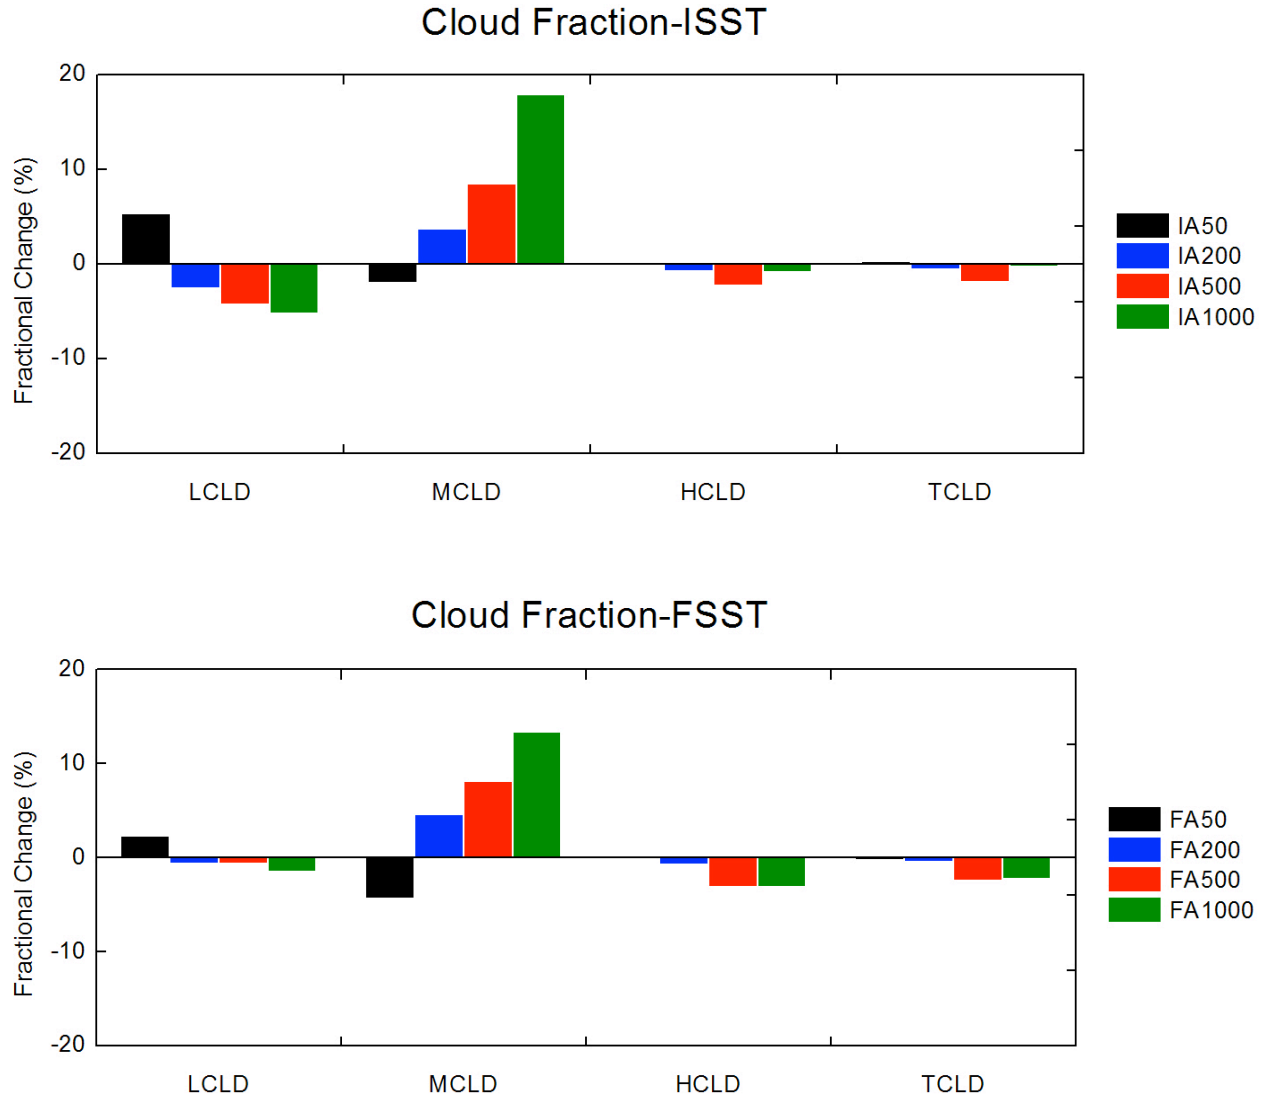 Cloud Fraction-ISST
20
10
0
-10
-20
Fractional Change (%)
LCLD MCLD HCLD TCLD
IA50
IA200
IA500
IA1000
Cloud Fraction-FSST
20
10
0
-10
-20
Fractional Change (%)
LCLD MCLD HCLD TCLD
FA50
FA200
FA500
FA1000